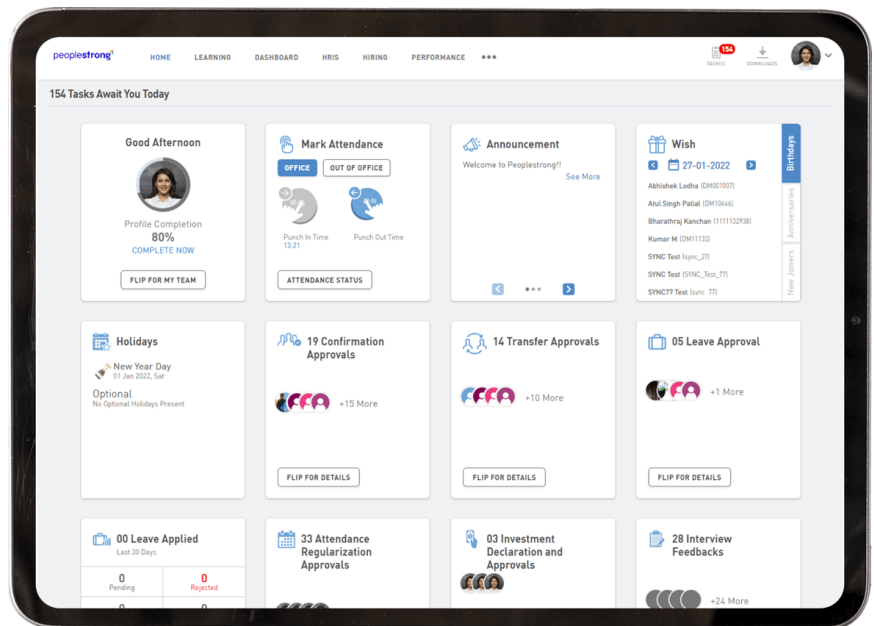 peoplestrong
HOME
LEARNING
DASHBOARD
HRIS
HIRING
PERFORMANCE
154
TASK(S)
DOWNLOADS
154 Tasks Await You Today
Good Afternoon
Profile Completion
80%
COMPLETE NOW
FLIP FOR MY TEAM
Mark Attendance
OFFICE
OUT OF OFFICE
Punch In Time
13:21
Punch Out Time
ATTENDANCE STATUS
Announcement
Welcome to Peoplestrong!!
See More
Wish
27-01-2022
Abhishek Lodha (DM001007)
Atul Singh Patial (DM10646)
Bharathraj Kanchan (1111132938)
Kumar M (DM11133)
SYNC Test (sync_27)
SYNC Test (SYNC_Test_77)
SYNC77 Test (sync_77)
Birthdays
Anniversaries
New Joiners
Holidays
New Year Day
01 Jan 2022, Sat
Optional
No Optional Holidays Present
19 Confirmation
Approvals
+15 More
FLIP FOR DETAILS
14 Transfer Approvals
+10 More
FLIP FOR DETAILS
05 Leave Approval
+1 More
FLIP FOR DETAILS
00 Leave Applied
Last 30 Days
0
Pending
0
Rejected
0
0
33 Attendance
Regularization
Approvals
03 Investment
Declaration and
Approvals
28 Interview
Feedbacks
+24 More